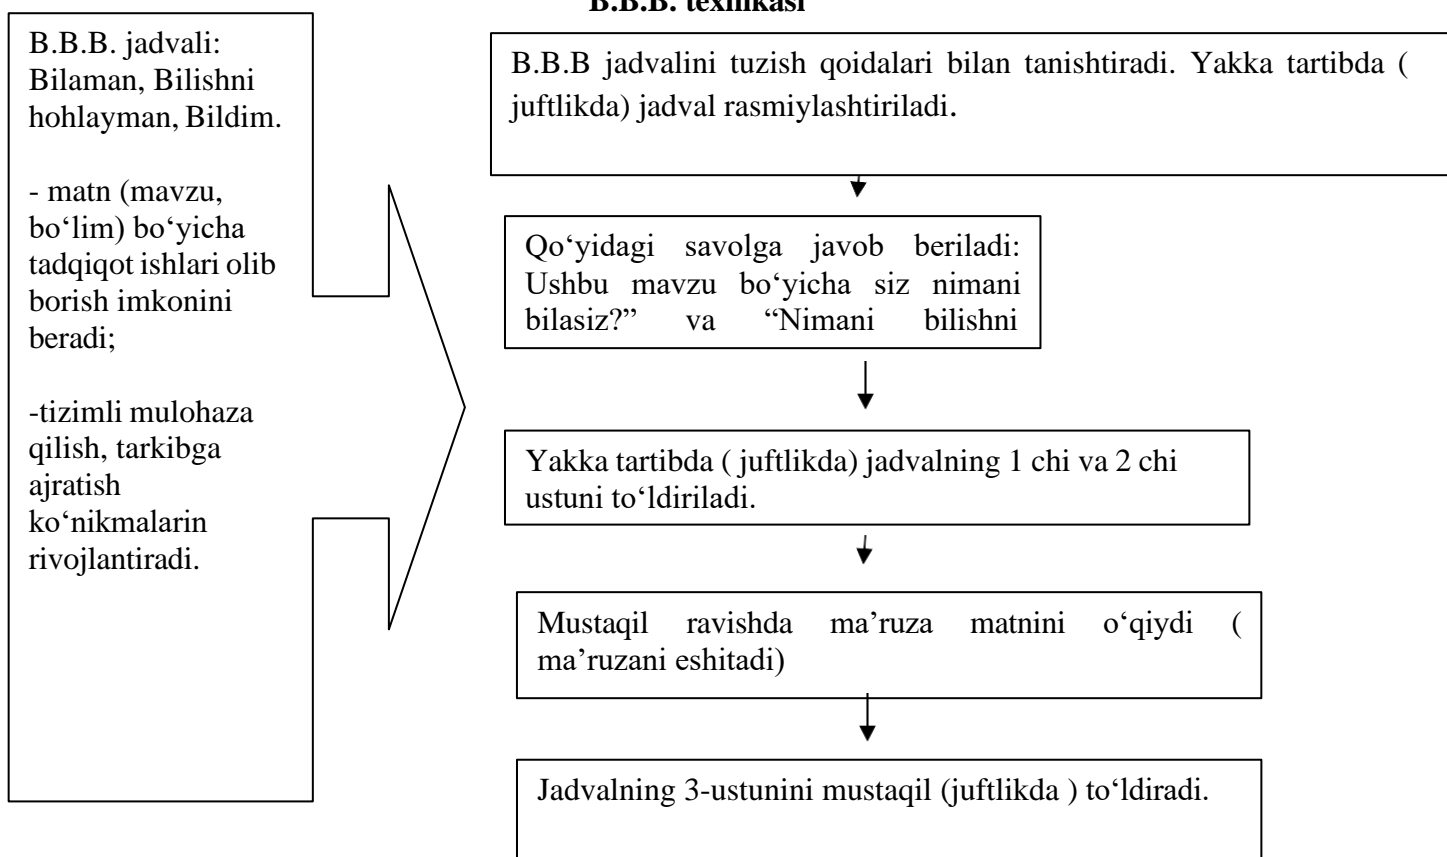 B.B.B. texnikasi
B.B.B. jadvali:
Bilaman, Bilishni
hohlayman, Bildim.
- matn (mavzu,
bo‘lim) bo‘yicha
tadqiqot ishlari olib
borish imkonini
beradi;
-tizimli mulohaza
qilish, tarkibga
ajratish
ko‘nikmalarin
rivojlantiradi.
B.B.B jadvalini tuzish qoidalari bilan tanishtiradi. Yakka tartibda (
juftlikda) jadval rasmiylashtiriladi.
Qo‘yidagi savolga javob beriladi:
Ushbu mavzu bo‘yicha siz nimani
bilasiz?” va “Nimani bilishni
Yakka tartibda ( juftlikda) jadvalning 1 chi va 2 chi
ustuni to‘ldiriladi.
Mustaqil ravishda ma’ruza matnini o‘qiydi (
ma’ruzani eshitadi)
Jadvalning 3-ustunini mustaqil (juftlikda ) to‘ldiradi.